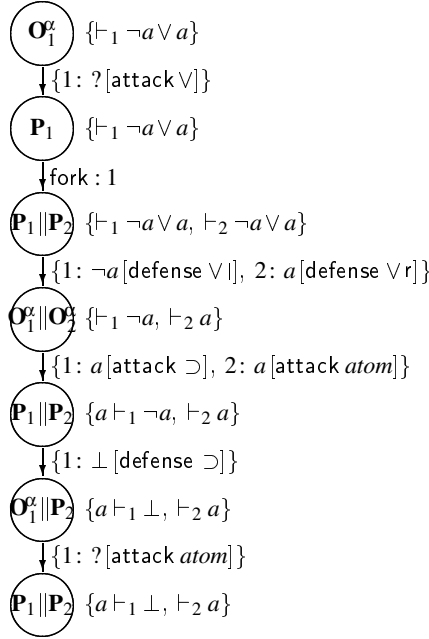 O₁^α {⊢₁ ¬a ∨ a}
{1: ? [attack ∨]}
P₁ {⊢₁ ¬a ∨ a}
fork : 1
P₁||P₂ {⊢₁ ¬a ∨ a, ⊢₂ ¬a ∨ a}
{1: ¬a [defense ∨ l], 2: a [defense ∨ r]}
O₁^α||O₂^α {⊢₁ ¬a, ⊢₂ a}
{1: a [attack ⊃], 2: a [attack atom]}
P₁||P₂ {a ⊢₁ ¬a, ⊢₂ a}
{1: ⊥ [defense ⊃]}
O₁^α||P₂ {a ⊢₁ ⊥, ⊢₂ a}
{1: ? [attack atom]}
P₁||P₂ {a ⊢₁ ⊥, ⊢₂ a}